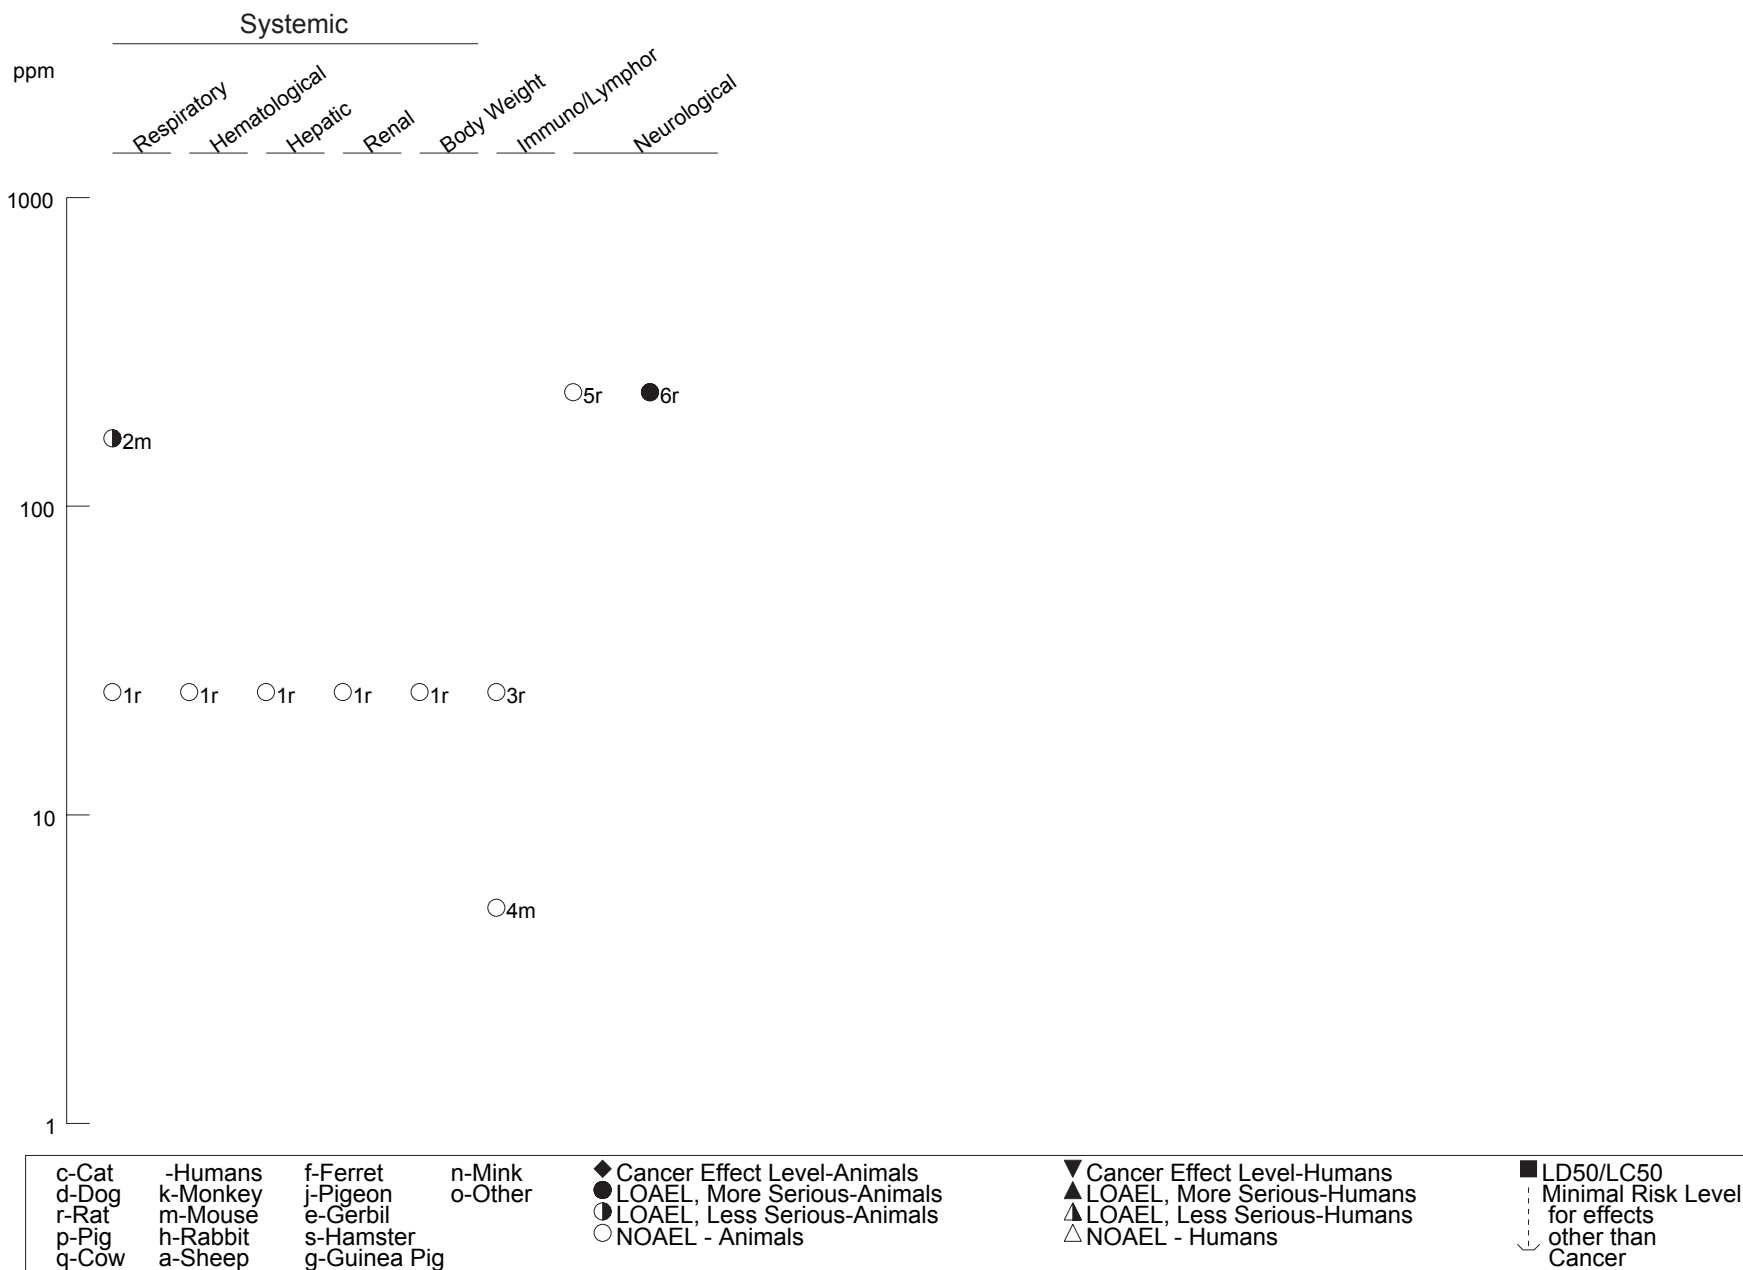 Systemic
ppm
Respiratory
Hematological
Hepatic
Renal
Body Weight
Immuno/Lymphor
Neurological
1000
5r
6r
2m
100
1r
1r
1r
1r
1r
3r
10
4m
1
c-Cat -Humans f-Ferret n-Mink
d-Dog k-Monkey j-Pigeon o-Other
r-Rat m-Mouse e-Gerbil
p-Pig h-Rabbit s-Hamster
q-Cow a-Sheep g-Guinea Pig
Cancer Effect Level-Animals
LOAEL, More Serious-Animals
LOAEL, Less Serious-Animals
NOAEL - Animals
Cancer Effect Level-Humans
LOAEL, More Serious-Humans
LOAEL, Less Serious-Humans
NOAEL - Humans
LD50/LC50
Minimal Risk Level
for effects
other than
Cancer